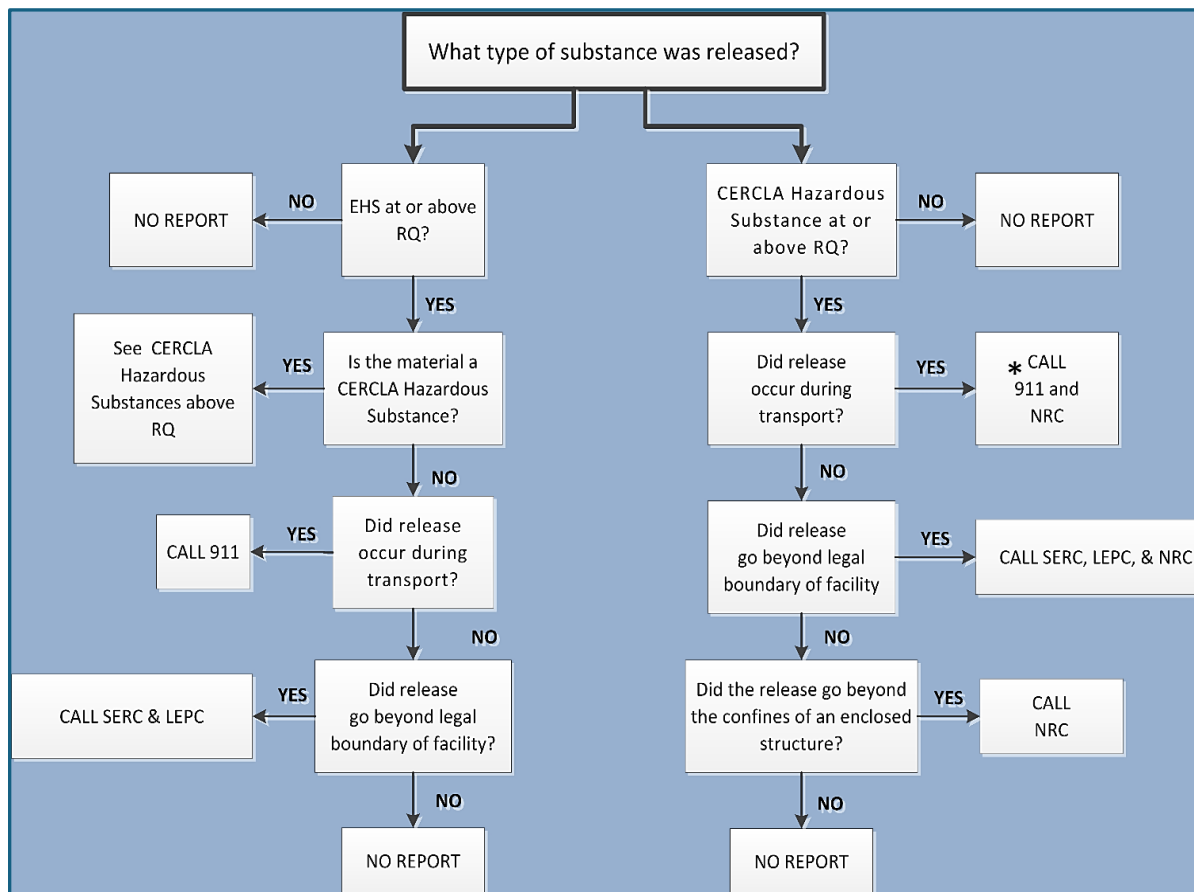 What type of substance was released?
NO REPORT
NO
EHS at or above
RQ?
CERCLA Hazardous
Substance at or
above RQ?
NO
NO REPORT
YES
YES
See CERCLA
Hazardous
Substances above
RQ
YES
Is the material a
CERCLA Hazardous
Substance?
Did release
occur during
transport?
YES
* CALL
911 and
NRC
NO
NO
CALL 911
YES
Did release
occur during
transport?
Did release
go beyond legal
boundary of facility
YES
CALL SERC, LEPC, & NRC
NO
NO
CALL SERC & LEPC
YES
Did release
go beyond legal
boundary of facility?
Did the release go beyond
the confines of an enclosed
structure?
YES
CALL
NRC
NO
NO
NO REPORT
NO REPORT